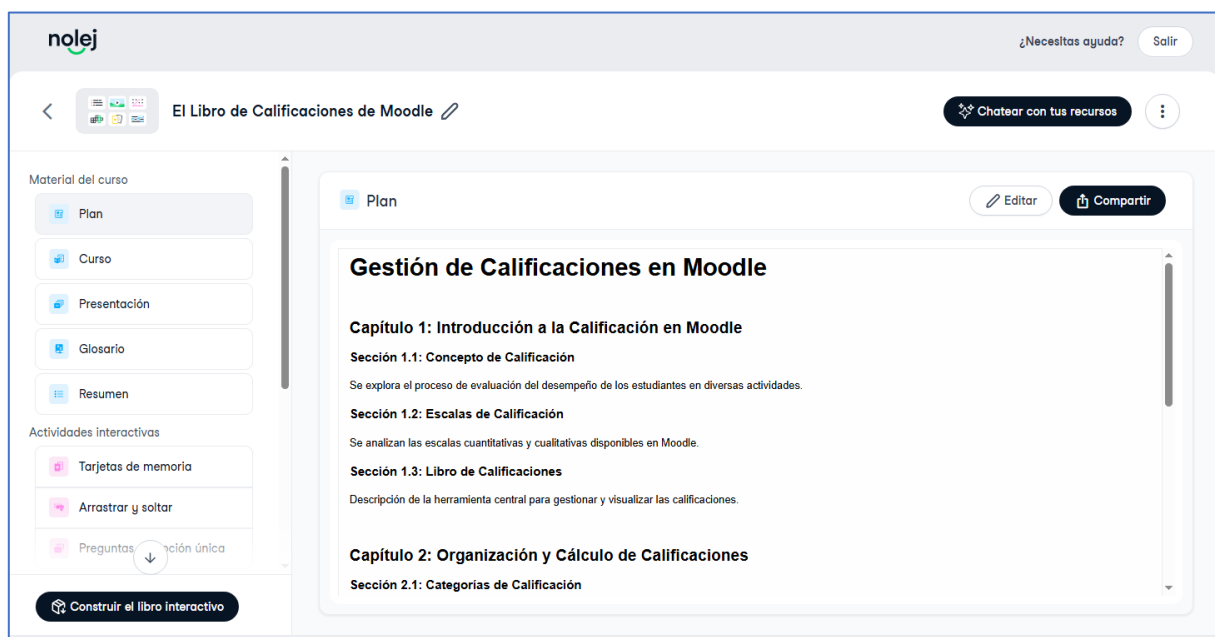 nolej
¿Necesitas ayuda?
Salir
El Libro de Calificaciones de Moodle
Chatear con tus recursos
Material del curso
Plan
Curso
Presentación
Glosario
Resumen
Actividades interactivas
Tarjetas de memoria
Arrastrar y soltar
Preguntas opción única
Construir el libro interactivo
Plan
Editar
Compartir
Gestión de Calificaciones en Moodle
Capítulo 1: Introducción a la Calificación en Moodle
Sección 1.1: Concepto de Calificación
Se explora el proceso de evaluación del desempeño de los estudiantes en diversas actividades.
Sección 1.2: Escalas de Calificación
Se analizan las escalas cuantitativas y cualitativas disponibles en Moodle.
Sección 1.3: Libro de Calificaciones
Descripción de la herramienta central para gestionar y visualizar las calificaciones.
Capítulo 2: Organización y Cálculo de Calificaciones
Sección 2.1: Categorías de Calificación